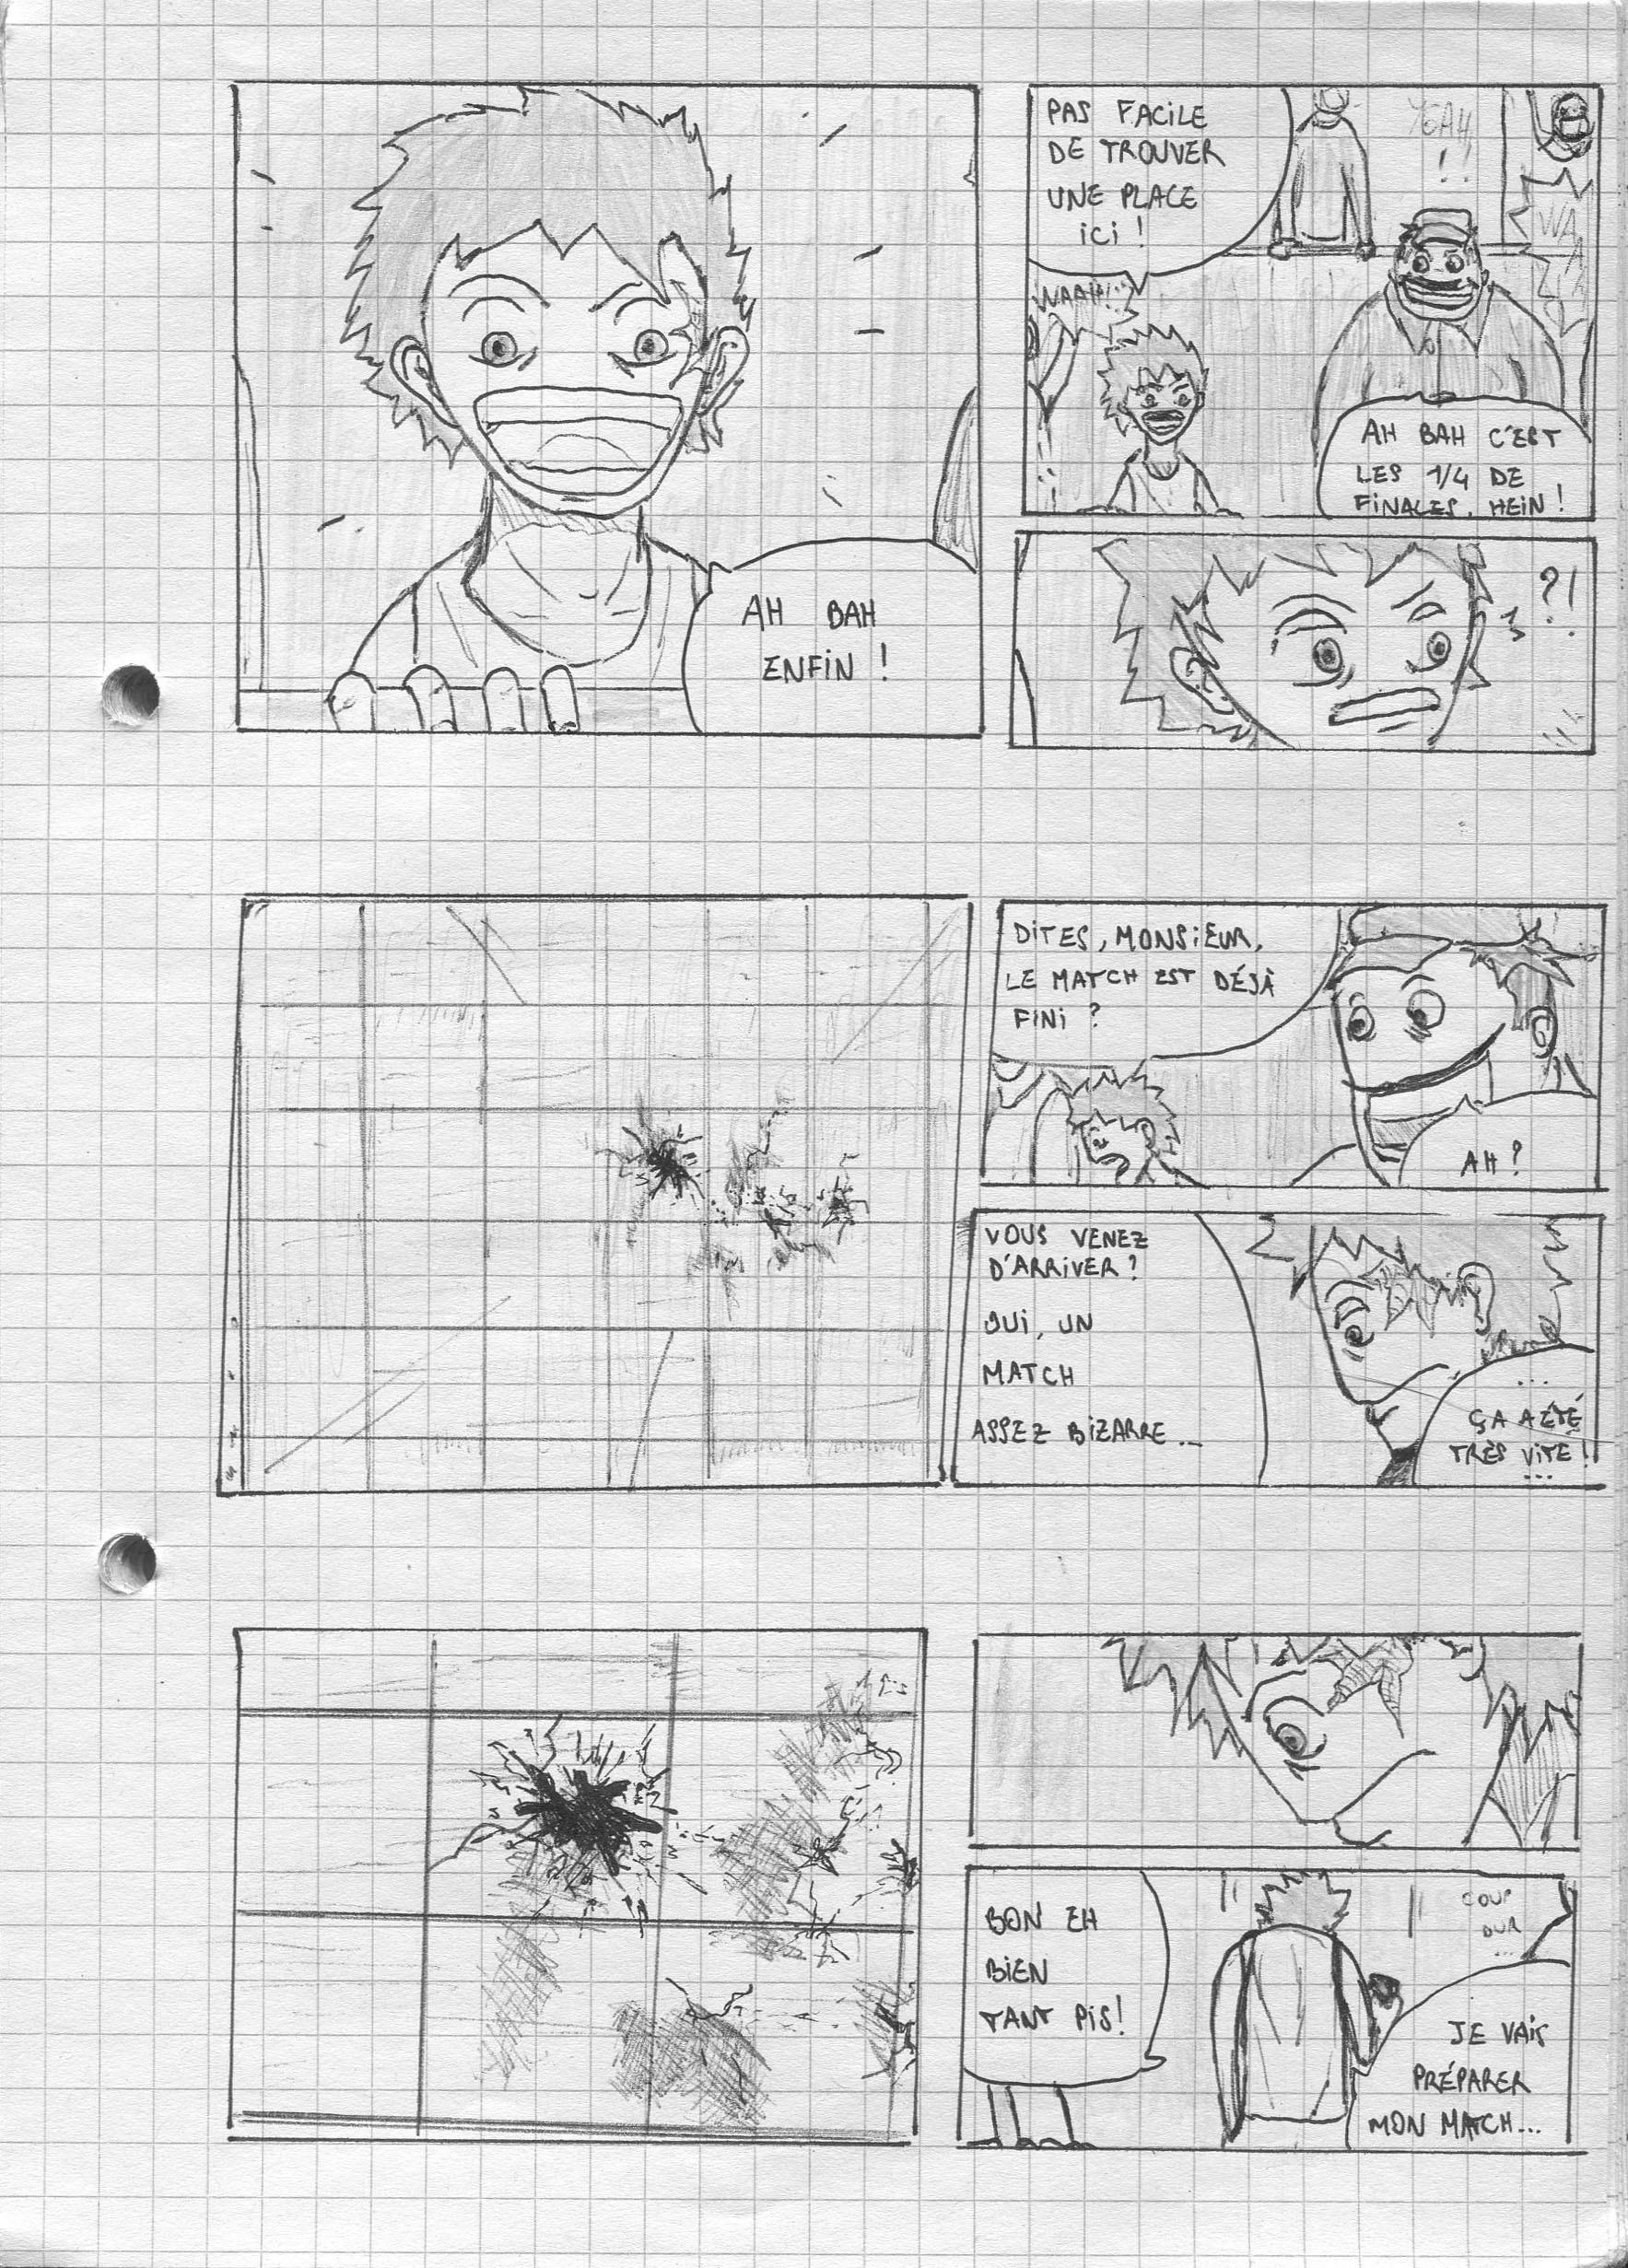 AH BAH
ENFIN !
PAS FACILE
DE TROUVER
UNE PLACE
ICI !
YEAH
!!
WAAH!
AH BAH C'EST
LES 1/4 DE
FINALES, HEIN !
?!
DITES, MONSIEUR,
LE MATCH EST DÉJÀ
FINI ?
AH ?
VOUS VENEZ
D'ARRIVER ?
OUI, UN
MATCH
ASSEZ BIZARRE...
...
ÇA A ÉTÉ
TRÈS VITE !
...
BON EH
BIEN
TANT PIS !
COUP
DUR
...
JE VAIS
PRÉPARER
MON MATCH...